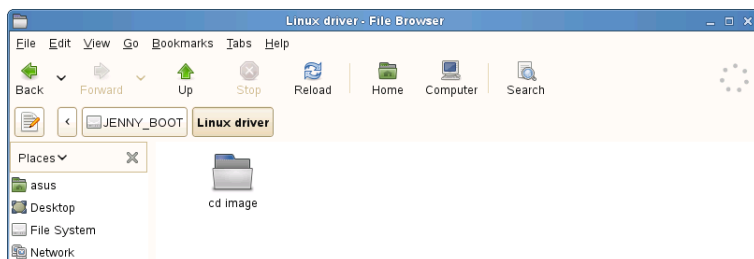 Linux driver - File Browser
File Edit View Go Bookmarks Tabs Help
Back Forward Up Stop Reload Home Computer Search
JENNY_BOOT Linux driver
Places
asus
Desktop
File System
Network
cd image